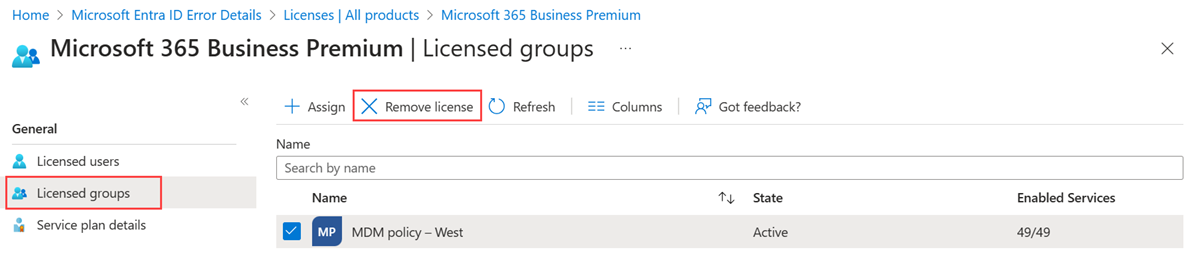 Home > Microsoft Entra ID Error Details > Licenses | All products > Microsoft 365 Business Premium
Microsoft 365 Business Premium | Licensed groups ...
«
Assign Remove license Refresh Columns Got feedback?
General
Licensed users
Licensed groups
Service plan details
Name
Search by name
Name State Enabled Services
MP MDM policy – West Active 49/49